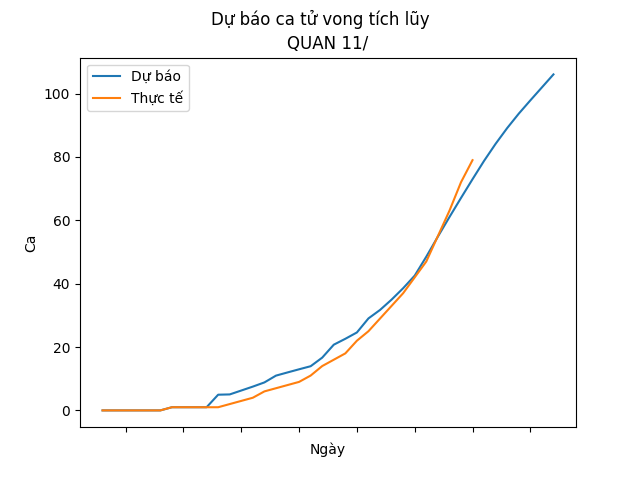 Dự báo ca tử vong tích lũy
QUAN 11/
Dự báo
Thực tế
100
80
60
40
20
0
Ca
Ngày